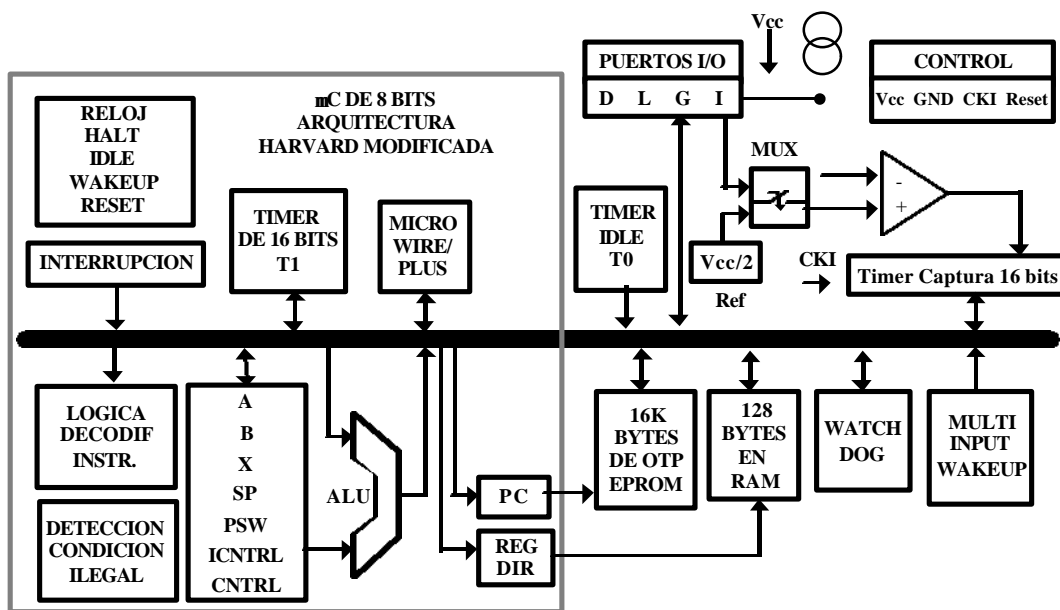 Vcc
PUERTOS I/O
D L G I
CONTROL
Vcc GND CKI Reset
mC DE 8 BITS
ARQUITECTURA
HARVARD MODIFICADA
RELOJ
HALT
IDLE
WAKEUP
RESET
INTERRUPCION
TIMER
DE 16 BITS
T1
MICRO
WIRE/
PLUS
TIMER
IDLE
T0
MUX
-
+
Vcc/2
Ref
CKI
Timer Captura 16 bits
LOGICA
DECODIF
INSTR.
DETECCION
CONDICION
ILEGAL
A
B
X
SP
PSW
ICNTRL
CNTRL
ALU
PC
REG
DIR
16K
BYTES
DE OTP
EPROM
128
BYTES
EN
RAM
WATCH
DOG
MULTI
INPUT
WAKEUP